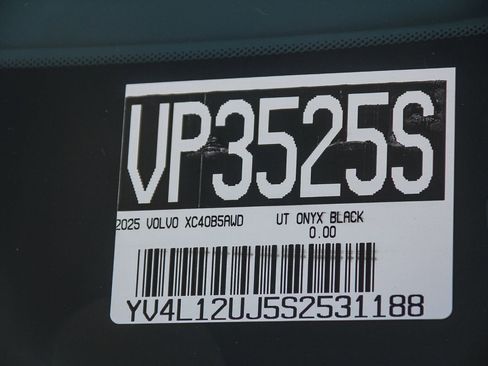 VP3525S
2025 VOLVO XC40B5AWD UT ONYX BLACK
0.00
YV4L12UJ5S2531188